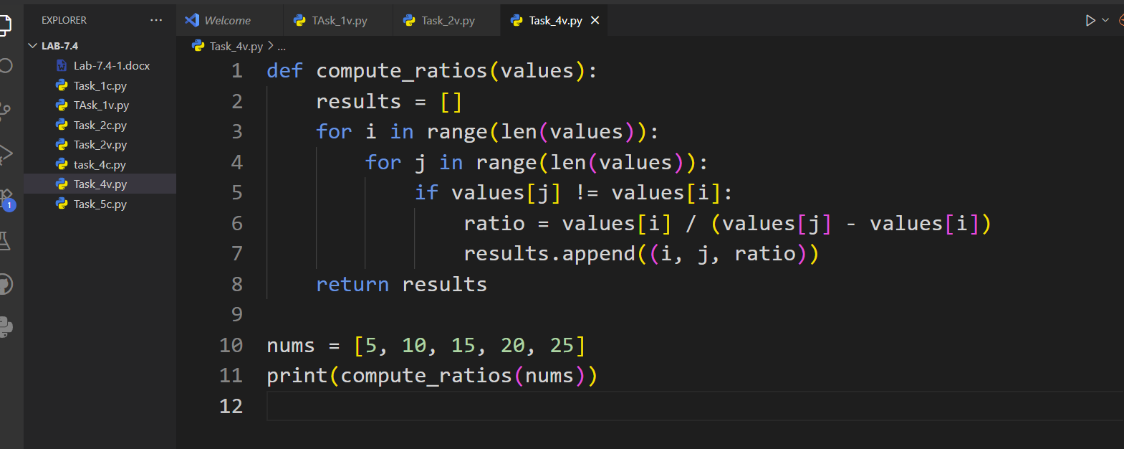 EXPLORER ...
LAB-7.4
Lab-7.4-1.docx
Task_1c.py
TAsk_1v.py
Task_2c.py
Task_2v.py
task_4c.py
Task_4v.py
Task_5c.py
1
Welcome
TAsk_1v.py
Task_2v.py
Task_4v.py
Task_4v.py > ...
1 def compute_ratios(values):
2     results = []
3     for i in range(len(values)):
4         for j in range(len(values)):
5             if values[j] != values[i]:
6                 ratio = values[i] / (values[j] - values[i])
7                 results.append((i, j, ratio))
8     return results
9
10 nums = [5, 10, 15, 20, 25]
11 print(compute_ratios(nums))
12